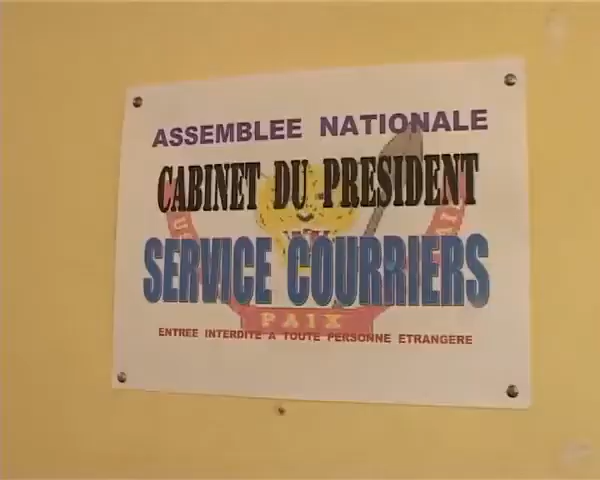 ASSEMBLEE NATIONALE
CABINET DU PRESIDENT
SERVICE COURRIERS
PAIX
ENTREE INTERDITE A TOUTE PERSONNE ETRANGERE